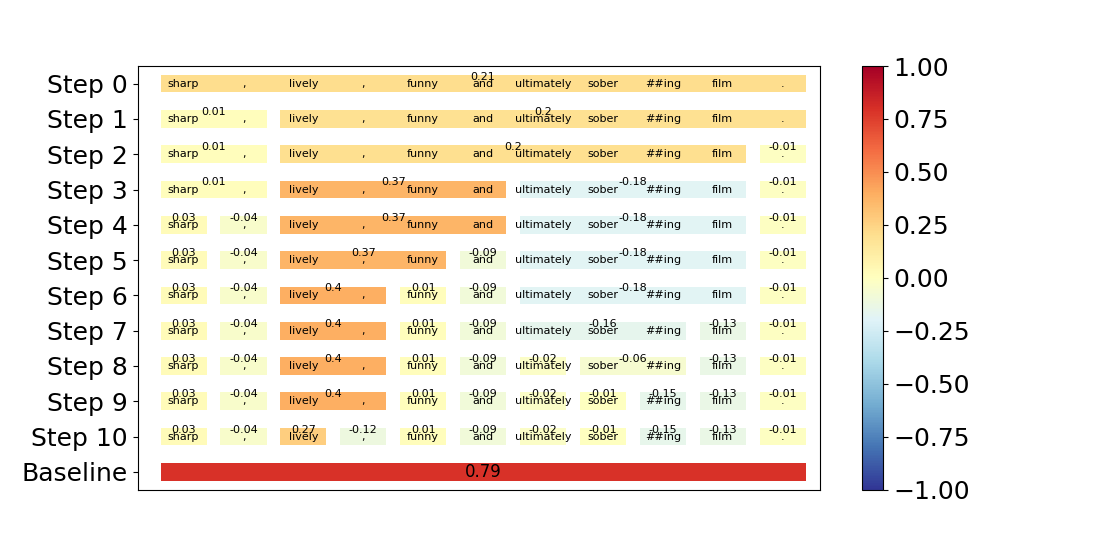 0.21
Step 0 sharp , lively , funny and ultimately sober ##ing film .
0.01 0.2
Step 1 sharp , lively , funny and ultimately sober ##ing film .
0.01 0.2 -0.01
Step 2 sharp , lively , funny and ultimately sober ##ing film .
0.01 0.37 -0.18 -0.01
Step 3 sharp , lively , funny and ultimately sober ##ing film .
0.03 -0.04 0.37 -0.18 -0.01
Step 4 sharp , lively , funny and ultimately sober ##ing film .
0.03 -0.04 0.37 -0.09 -0.18 -0.01
Step 5 sharp , lively , funny and ultimately sober ##ing film .
0.03 -0.04 0.4 0.01 -0.09 -0.18 -0.01
Step 6 sharp , lively , funny and ultimately sober ##ing film .
0.03 -0.04 0.4 0.01 -0.09 -0.16 -0.13 -0.01
Step 7 sharp , lively , funny and ultimately sober ##ing film .
0.03 -0.04 0.4 0.01 -0.09 -0.02 -0.06 -0.13 -0.01
Step 8 sharp , lively , funny and ultimately sober ##ing film .
0.03 -0.04 0.4 0.01 -0.09 -0.02 -0.01 -0.15 -0.13 -0.01
Step 9 sharp , lively , funny and ultimately sober ##ing film .
0.03 -0.04 0.27 -0.12 0.01 -0.09 -0.02 -0.01 -0.15 -0.13 -0.01
Step 10 sharp , lively , funny and ultimately sober ##ing film .
Baseline 0.79
1.00
0.75
0.50
0.25
0.00
−0.25
−0.50
−0.75
−1.00